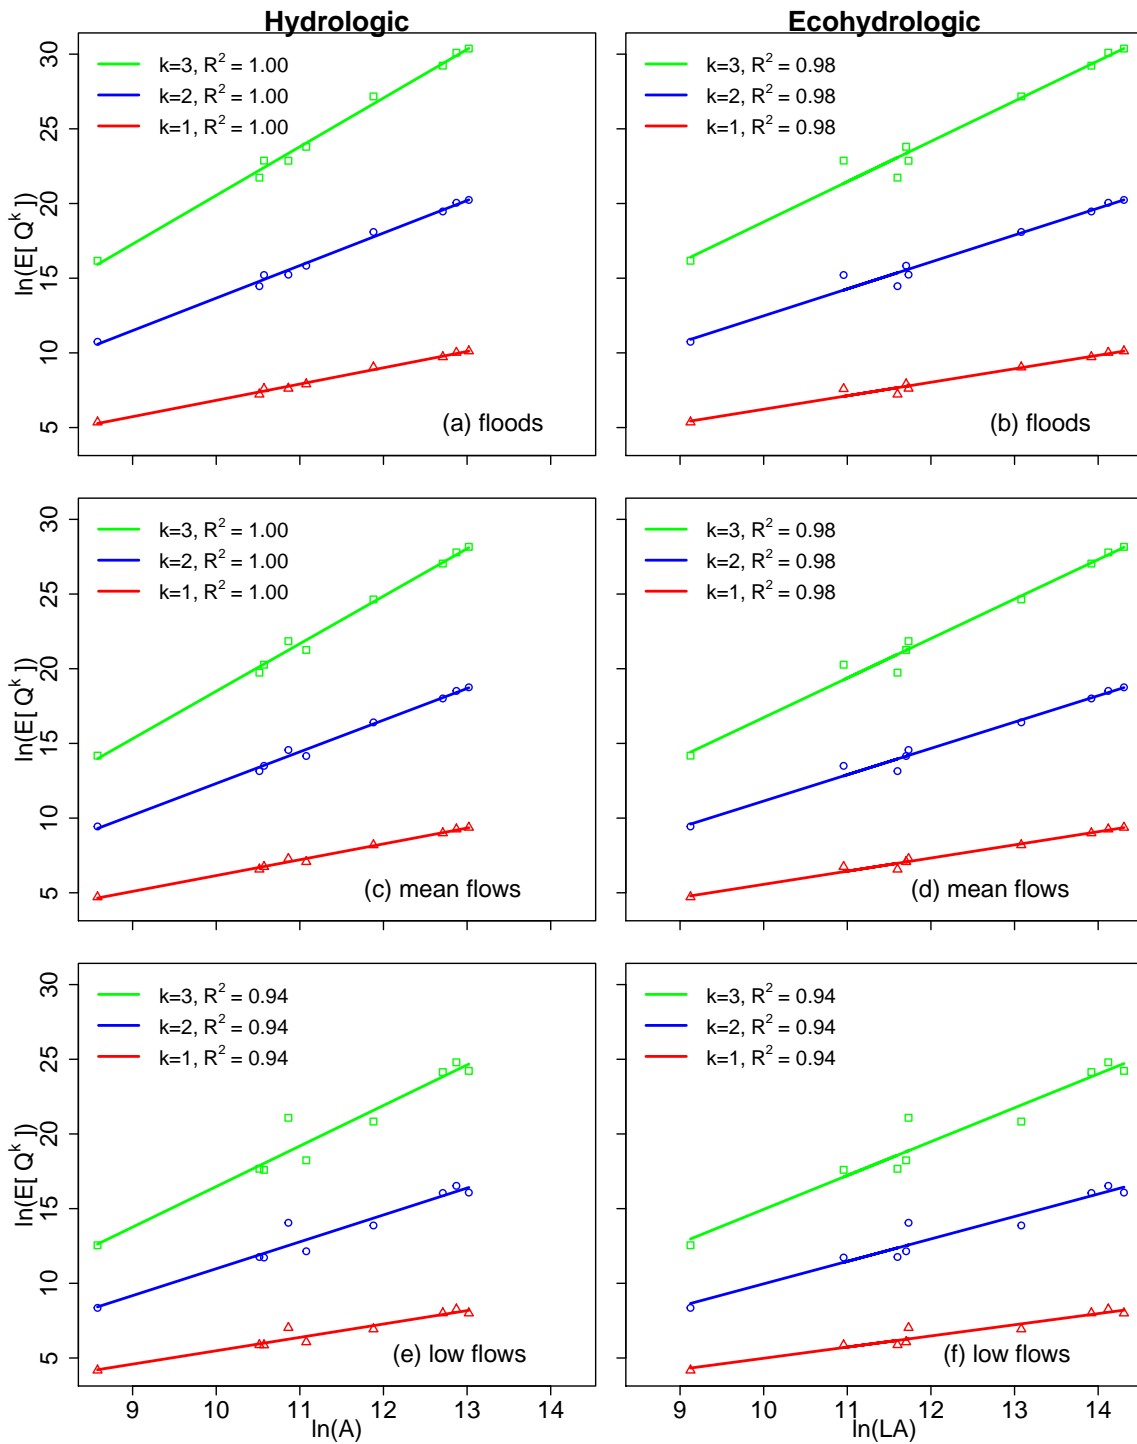 Hydrologic
Ecohydrologic
ln(E[ Q^k ])
30
25
20
15
10
5
k=3, R² = 1.00
k=2, R² = 1.00
k=1, R² = 1.00
(a) floods
k=3, R² = 0.98
k=2, R² = 0.98
k=1, R² = 0.98
(b) floods
ln(E[ Q^k ])
30
25
20
15
10
5
k=3, R² = 1.00
k=2, R² = 1.00
k=1, R² = 1.00
(c) mean flows
k=3, R² = 0.98
k=2, R² = 0.98
k=1, R² = 0.98
(d) mean flows
ln(E[ Q^k ])
30
25
20
15
10
5
k=3, R² = 0.94
k=2, R² = 0.94
k=1, R² = 0.94
(e) low flows
k=3, R² = 0.94
k=2, R² = 0.94
k=1, R² = 0.94
(f) low flows
9 10 11 12 13 14
ln(A)
9 10 11 12 13 14
ln(LA)